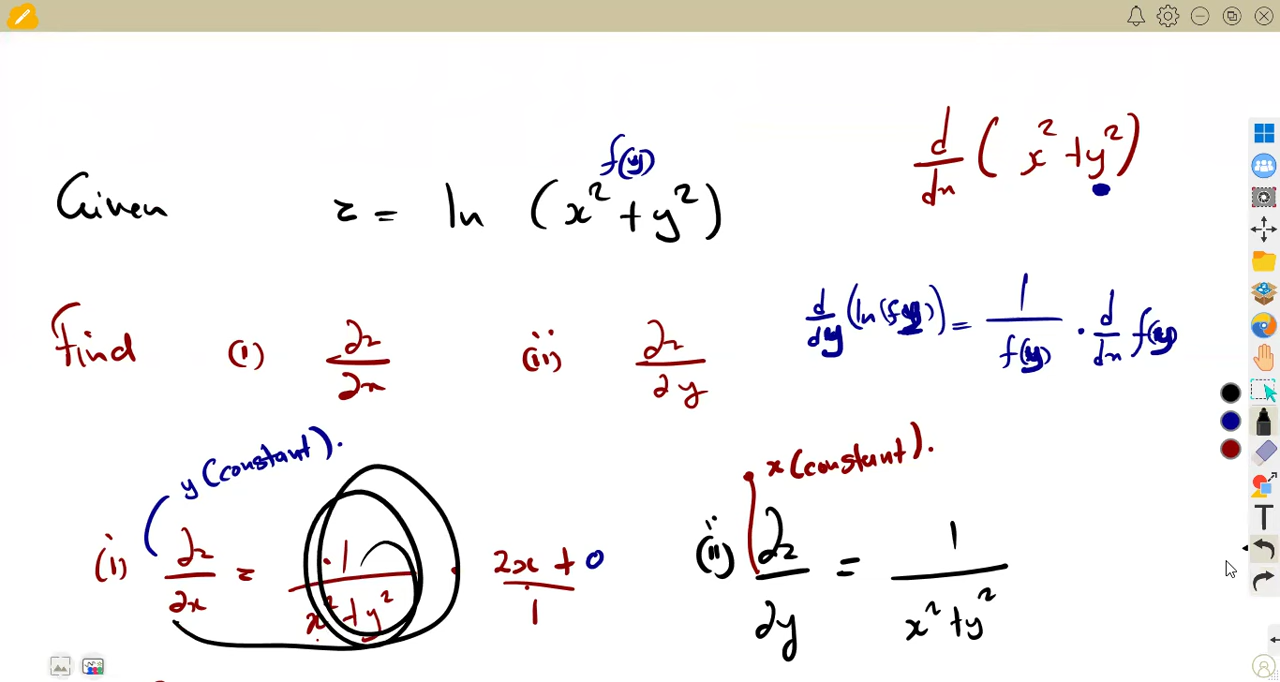 f(y)
d/dx (x² + y²)
Given z = ln (x² + y²)
d/dy (ln(f(y))) = 1/f(y) · d/dx f(y)
Find (i) ∂z/∂x (ii) ∂z/∂y
y (constant).
x (constant).
(i) ∂z/∂x = 1/(x² + y²) · (2x + 0)/1
(ii) ∂z/∂y = 1/(x² + y²)
T